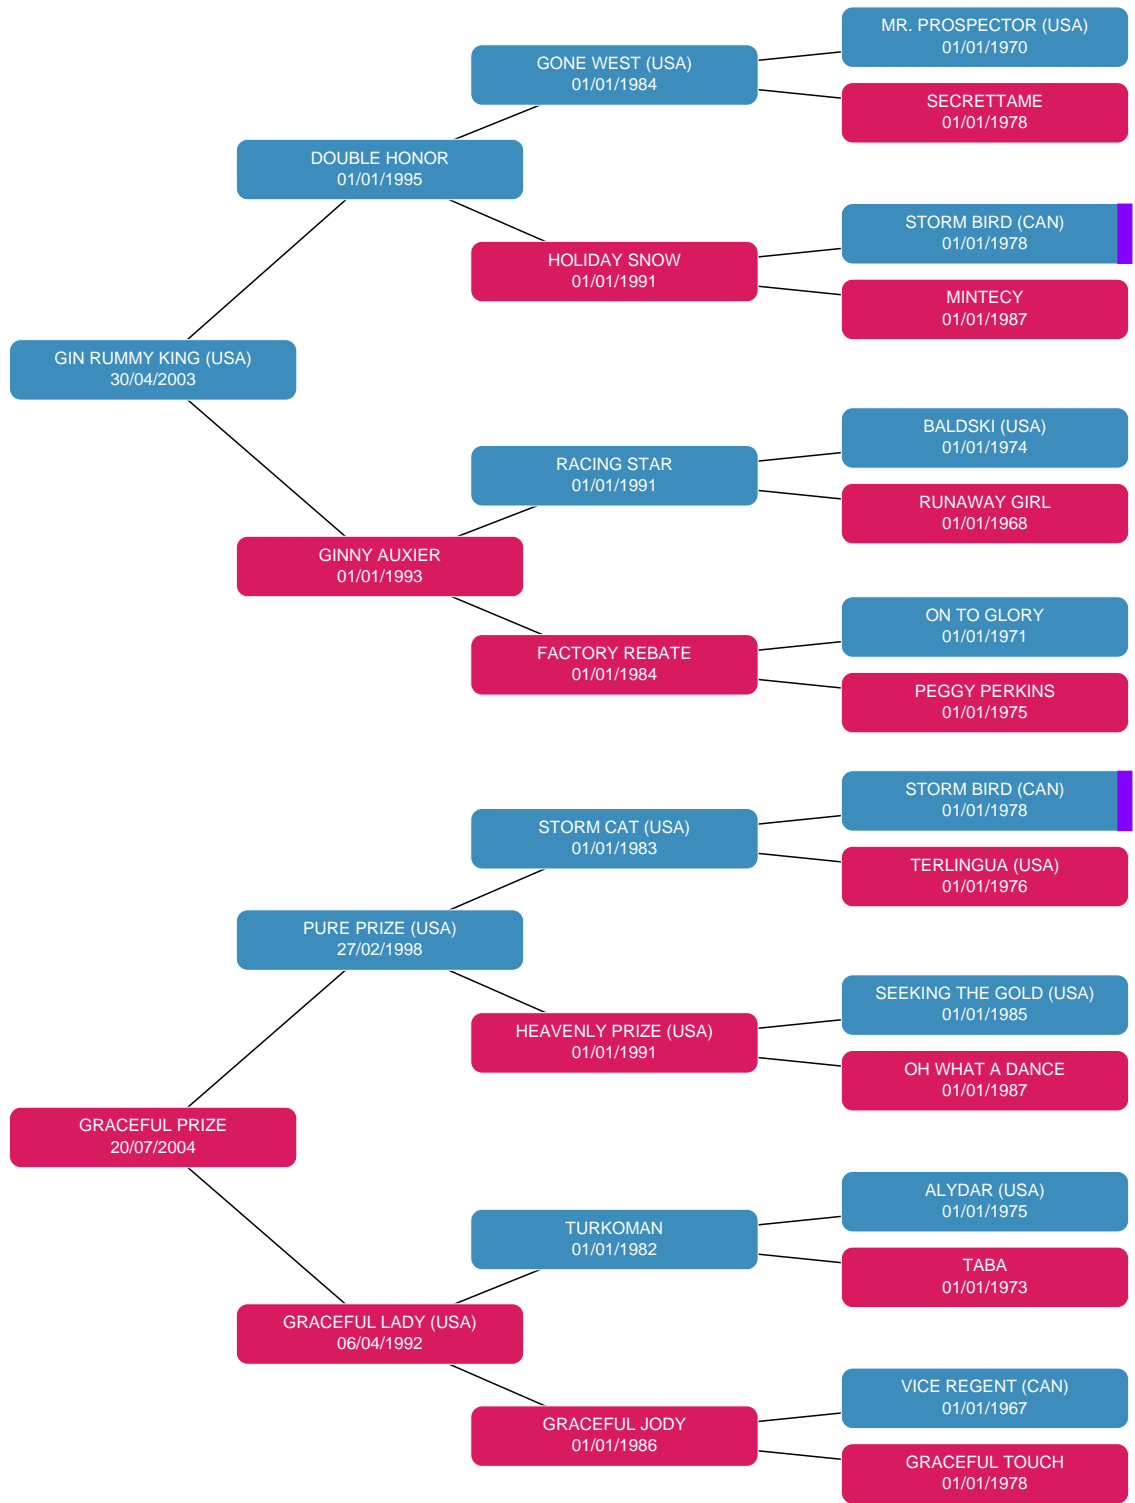 MR. PROSPECTOR (USA)
01/01/1970
GONE WEST (USA)
01/01/1984
SECRETTAME
01/01/1978
DOUBLE HONOR
01/01/1995
STORM BIRD (CAN)
01/01/1978
HOLIDAY SNOW
01/01/1991
MINTECY
01/01/1987
GIN RUMMY KING (USA)
30/04/2003
BALDSKI (USA)
01/01/1974
RACING STAR
01/01/1991
RUNAWAY GIRL
01/01/1968
GINNY AUXIER
01/01/1993
ON TO GLORY
01/01/1971
FACTORY REBATE
01/01/1984
PEGGY PERKINS
01/01/1975
STORM BIRD (CAN)
01/01/1978
STORM CAT (USA)
01/01/1983
TERLINGUA (USA)
01/01/1976
PURE PRIZE (USA)
27/02/1998
SEEKING THE GOLD (USA)
01/01/1985
HEAVENLY PRIZE (USA)
01/01/1991
OH WHAT A DANCE
01/01/1987
GRACEFUL PRIZE
20/07/2004
ALYDAR (USA)
01/01/1975
TURKOMAN
01/01/1982
TABA
01/01/1973
GRACEFUL LADY (USA)
06/04/1992
VICE REGENT (CAN)
01/01/1967
GRACEFUL JODY
01/01/1986
GRACEFUL TOUCH
01/01/1978